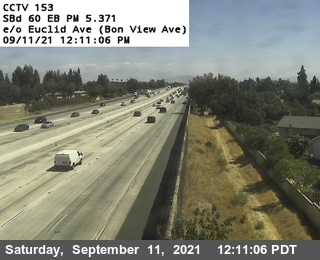 CCTV 153
SBd 60 EB PM 5.371
e/o Euclid Ave (Bon View Ave)
09/11/21 12:11:06 PM
Saturday, September 11, 2021 12:11:06 PDT